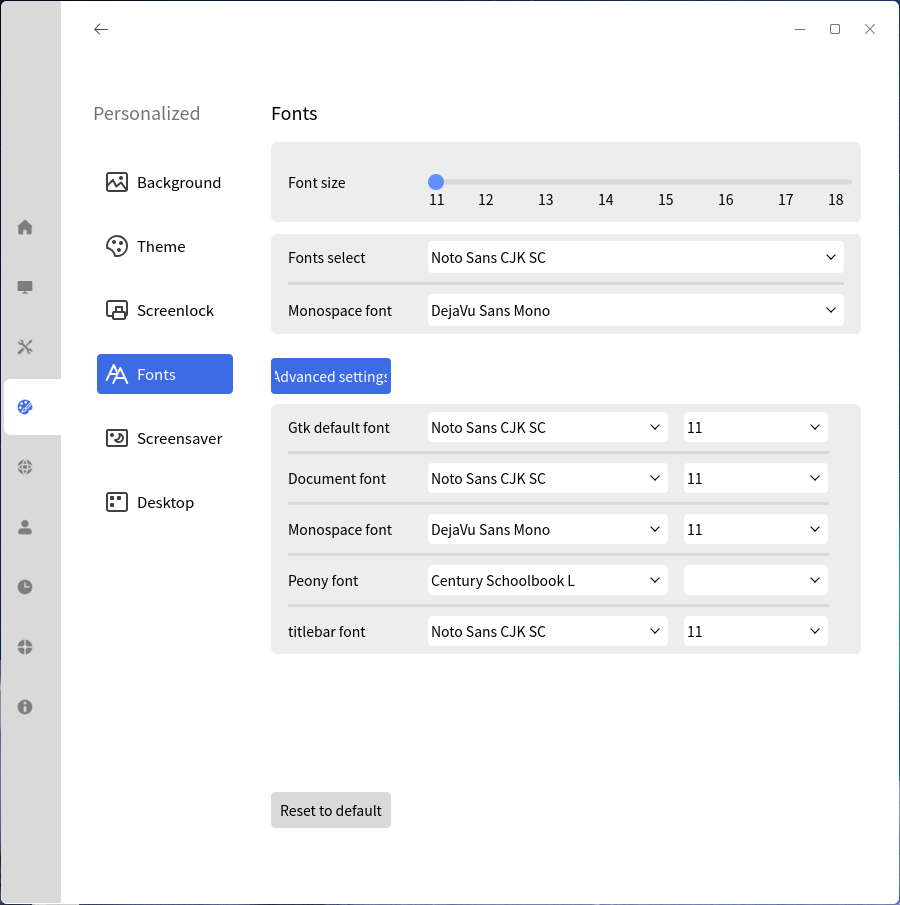 Personalized
Background
Theme
Screenlock
Fonts
Screensaver
Desktop
Fonts
Font size
11 12 13 14 15 16 17 18
Fonts select Noto Sans CJK SC
Monospace font DejaVu Sans Mono
Advanced settings
Gtk default font Noto Sans CJK SC 11
Document font Noto Sans CJK SC 11
Monospace font DejaVu Sans Mono 11
Peony font Century Schoolbook L
titlebar font Noto Sans CJK SC 11
Reset to default